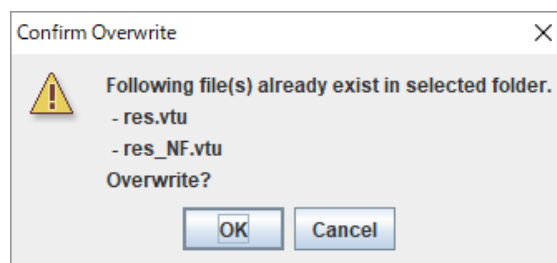 Confirm Overwrite
Following file(s) already exist in selected folder.
- res.vtu
- res_NF.vtu
Overwrite?
OK Cancel